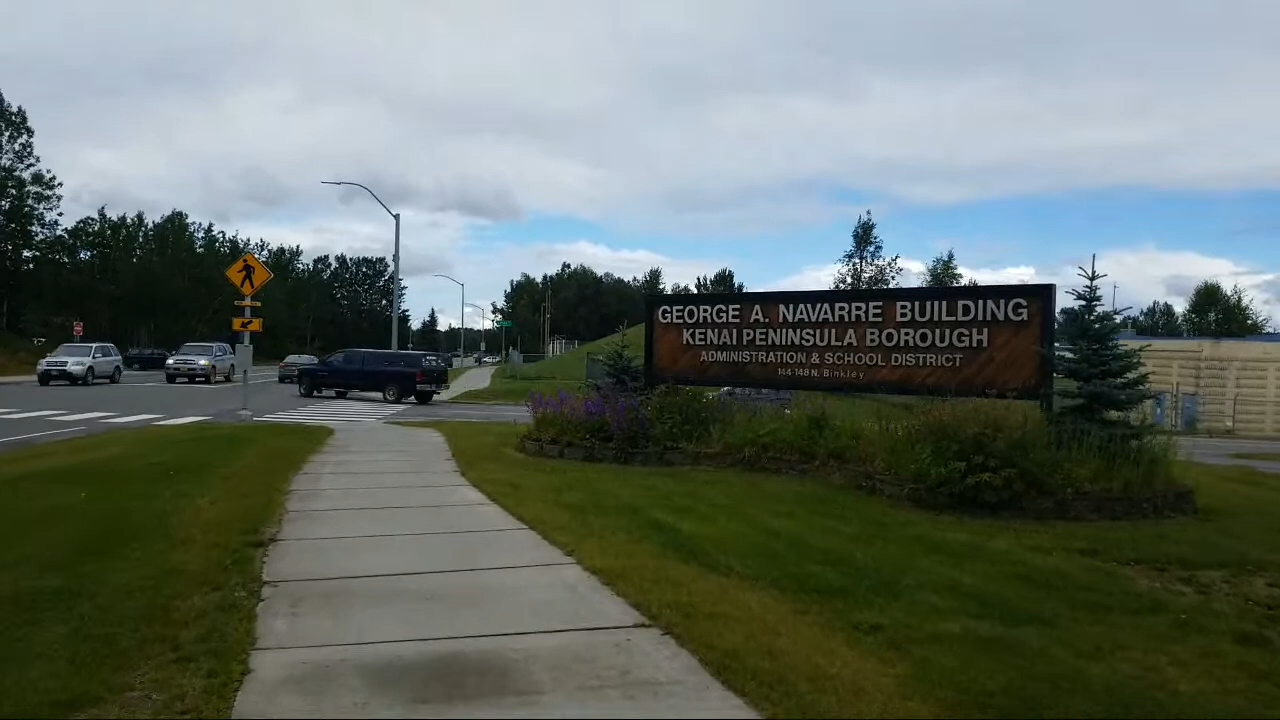 GEORGE A. NAVARRE BUILDING
KENAI PENINSULA BOROUGH
ADMINISTRATION & SCHOOL DISTRICT
144-148 N. Binkley